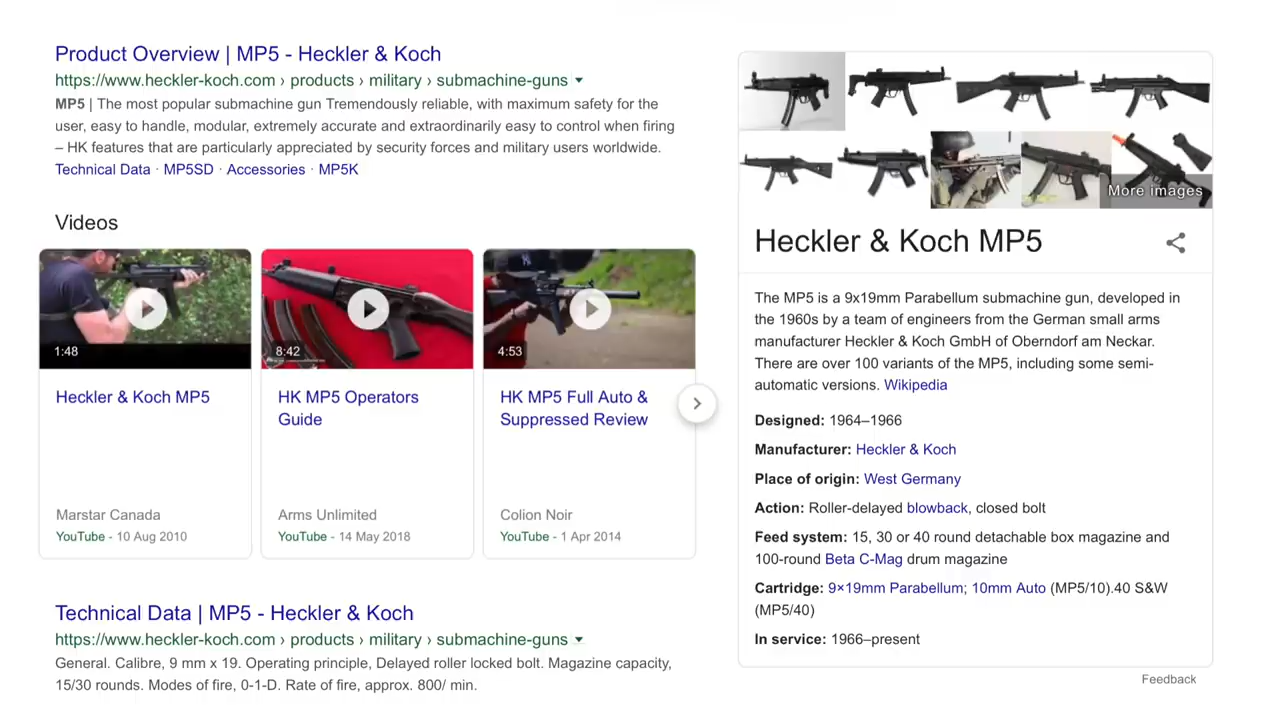 Product Overview | MP5 - Heckler & Koch
https://www.heckler-koch.com › products › military › submachine-guns
MP5 | The most popular submachine gun Tremendously reliable, with maximum safety for the
user, easy to handle, modular, extremely accurate and extraordinarily easy to control when firing
– HK features that are particularly appreciated by security forces and military users worldwide.
Technical Data · MP5SD · Accessories · MP5K
Videos
1:48
8:42
4:53
Heckler & Koch MP5
HK MP5 Operators
Guide
HK MP5 Full Auto &
Suppressed Review
Marstar Canada
YouTube - 10 Aug 2010
Arms Unlimited
YouTube - 14 May 2018
Colion Noir
YouTube - 1 Apr 2014
Technical Data | MP5 - Heckler & Koch
https://www.heckler-koch.com › products › military › submachine-guns
General. Calibre, 9 mm x 19. Operating principle, Delayed roller locked bolt. Magazine capacity,
15/30 rounds. Modes of fire, 0-1-D. Rate of fire, approx. 800/ min.
More images
Heckler & Koch MP5
The MP5 is a 9x19mm Parabellum submachine gun, developed in
the 1960s by a team of engineers from the German small arms
manufacturer Heckler & Koch GmbH of Oberndorf am Neckar.
There are over 100 variants of the MP5, including some semi-
automatic versions. Wikipedia
Designed: 1964–1966
Manufacturer: Heckler & Koch
Place of origin: West Germany
Action: Roller-delayed blowback, closed bolt
Feed system: 15, 30 or 40 round detachable box magazine and
100-round Beta C-Mag drum magazine
Cartridge: 9×19mm Parabellum; 10mm Auto (MP5/10).40 S&W
(MP5/40)
In service: 1966–present
Feedback